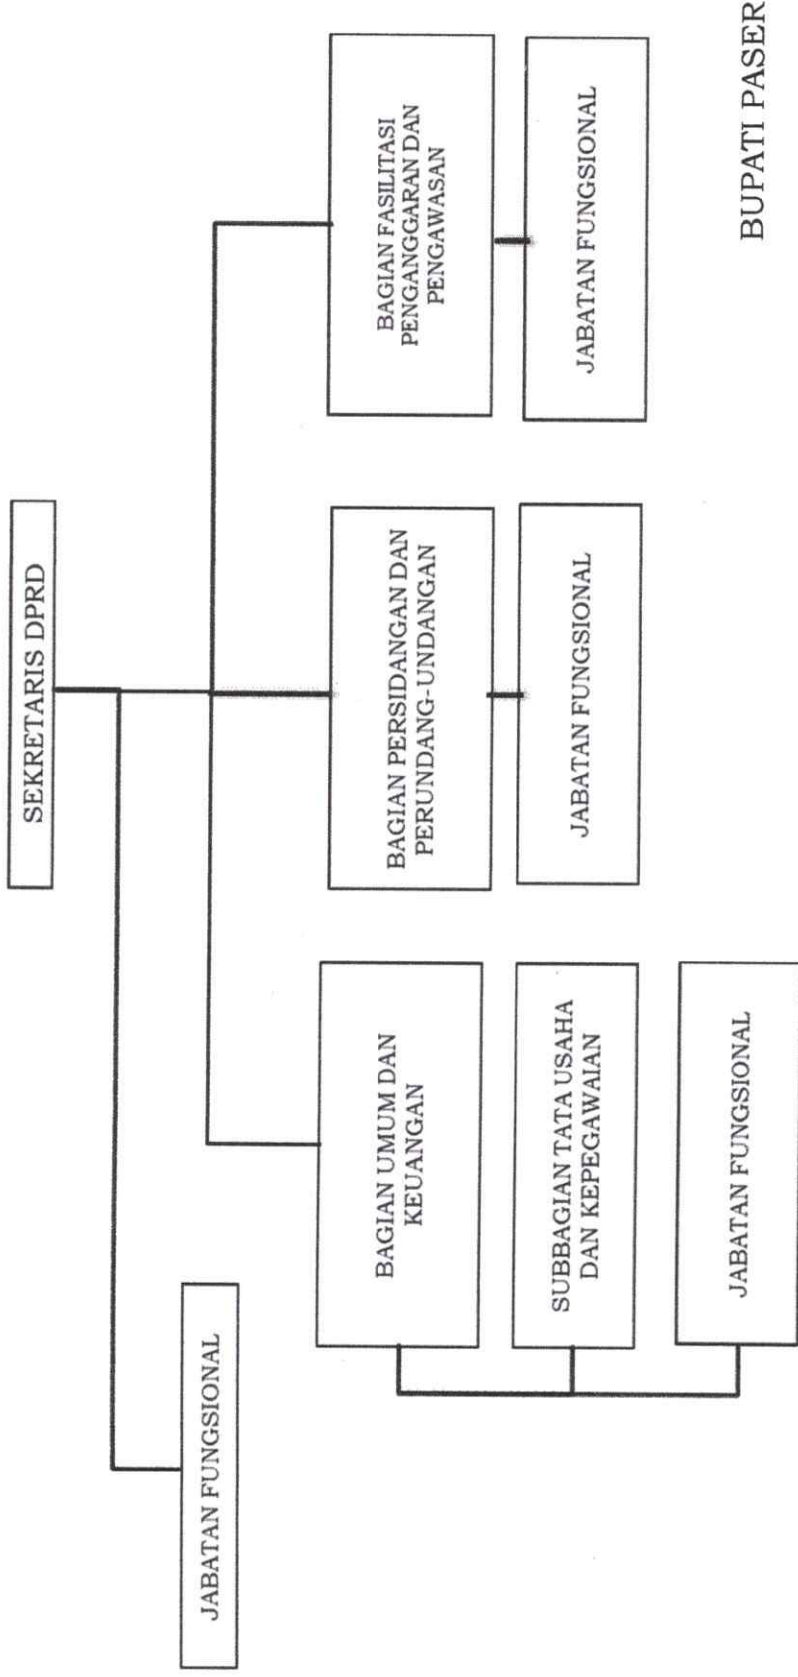 SEKRETARIS DPRD
JABATAN FUNGSIONAL
BAGIAN UMUM DAN
KEUANGAN
SUBBAGIAN TATA USAHA
DAN KEPEGAWAIAN
JABATAN FUNGSIONAL
BAGIAN PERSIDANGAN DAN
PERUNDANG-UNDANGAN
JABATAN FUNGSIONAL
BAGIAN FASILITASI
PENGANGGARAN DAN
PENGAWASAN
JABATAN FUNGSIONAL
BUPATI PASER